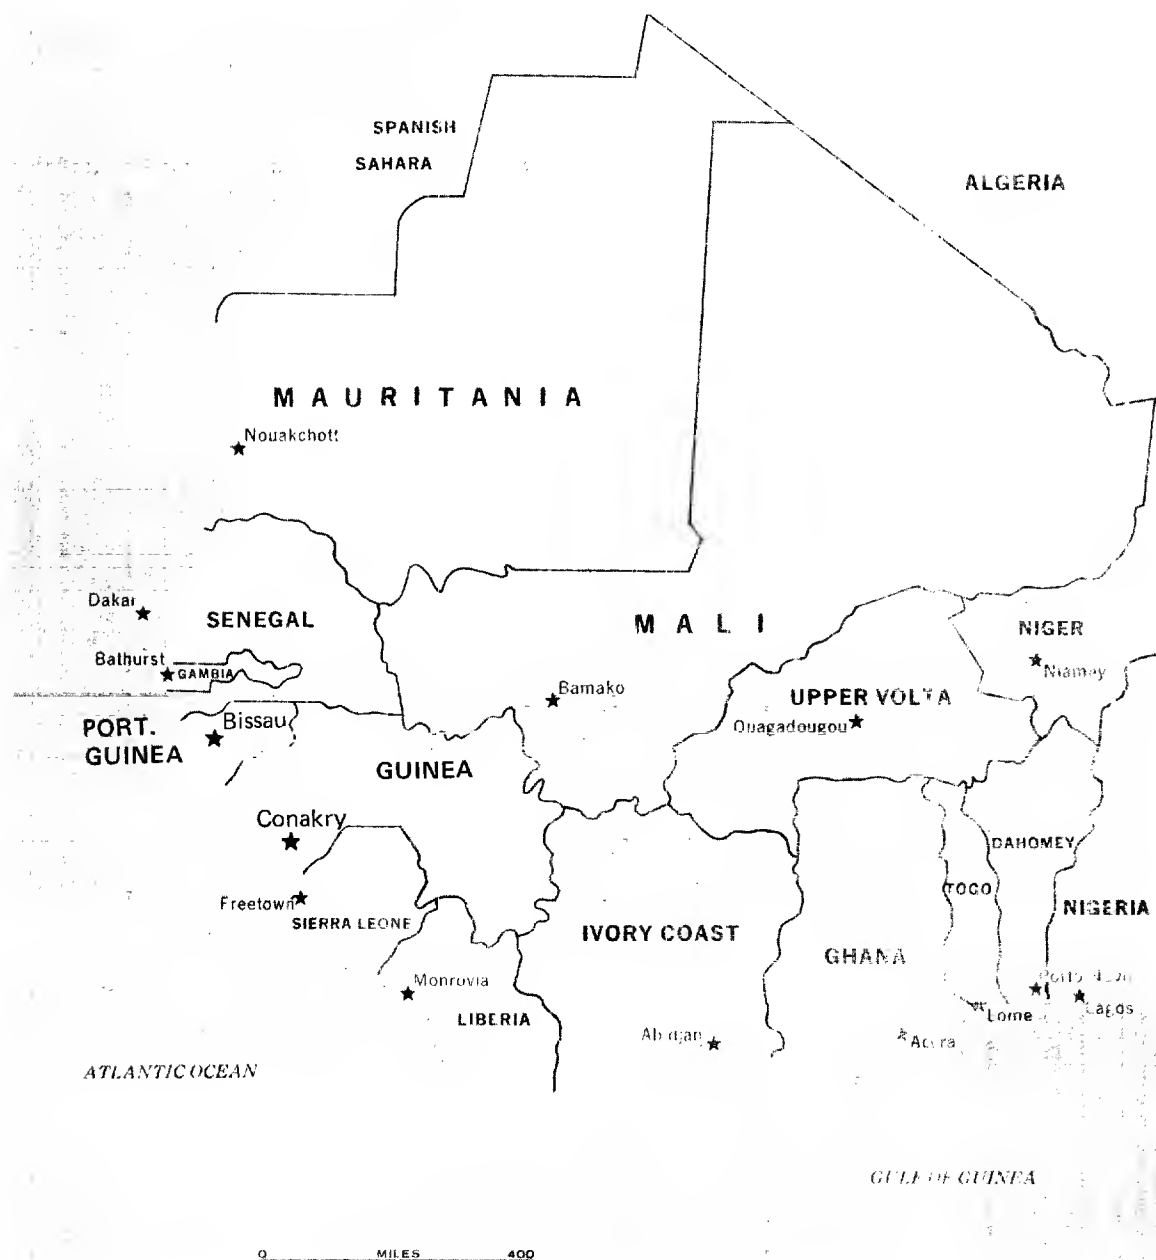 SPANISH
SAHARA
ALGERIA
MAURITANIA
Nouakchott
Dakar
SENEGAL
MALI
NIGER
Bathurst
GAMBIA
Niamey
Bamako
UPPER VOLTA
PORT.
GUINEA
Bissau
Ouagadougou
GUINEA
Conakry
DAHOMEY
TOGO
Freetown
SIERRA LEONE
NIGERIA
IVORY COAST
GHANA
Monrovia
Lagos
LIBERIA
Lome
Abidjan
Accra
ATLANTIC OCEAN
GULF OF GUINEA
0 MILES 400